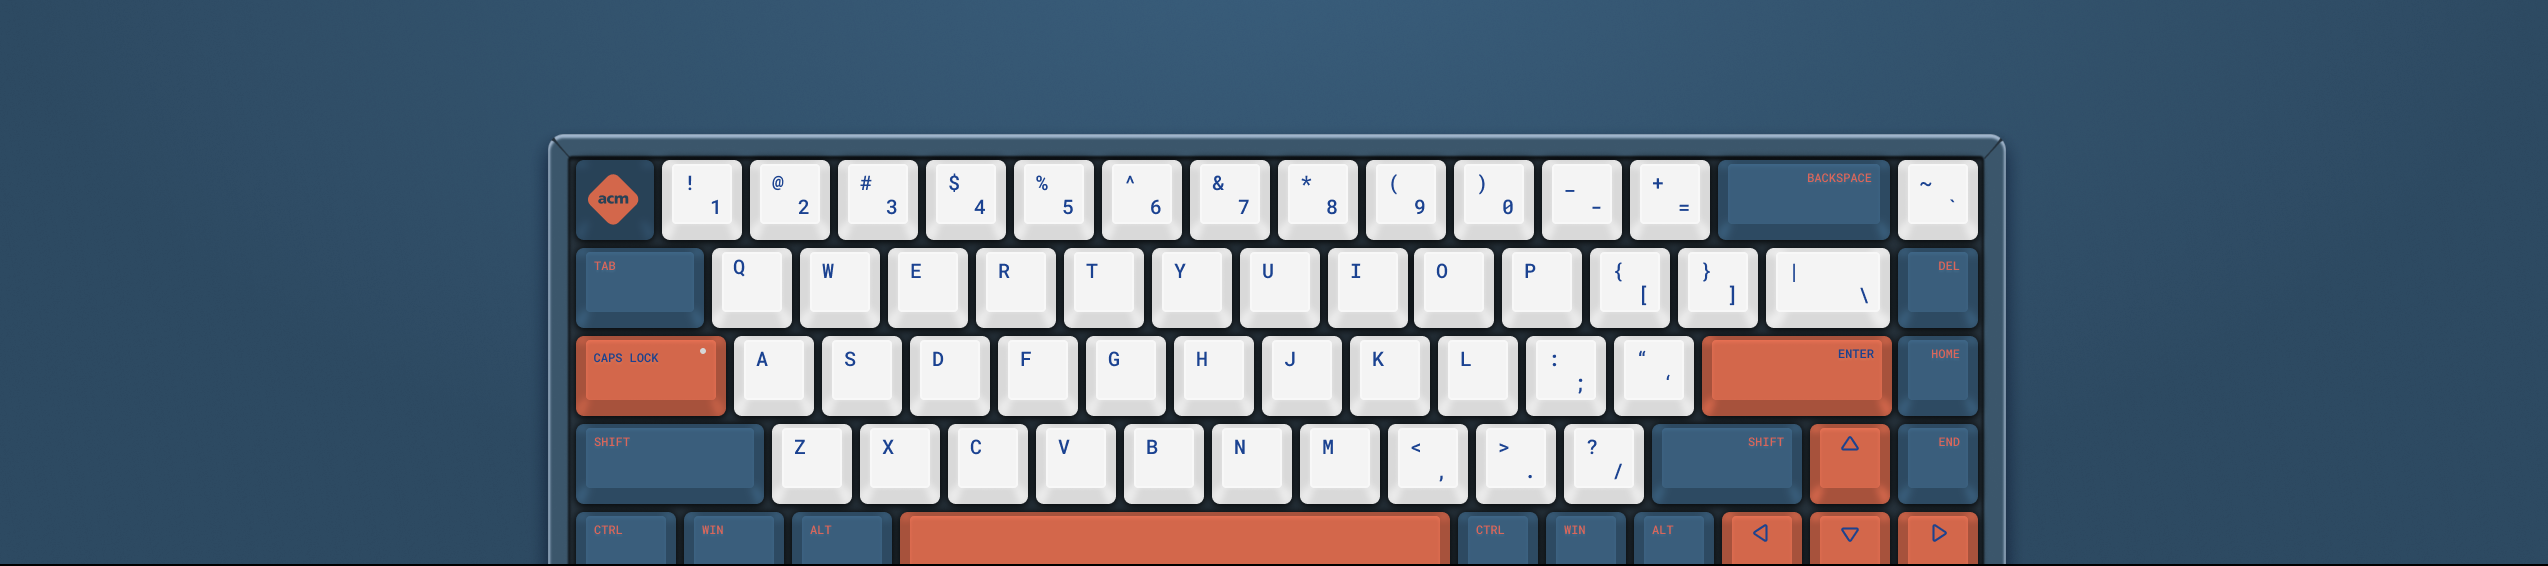 acm ! 1 @ 2 # 3 $ 4 % 5 ^ 6 & 7 * 8 ( 9 ) 0 _ - + = BACKSPACE ~ `
TAB Q W E R T Y U I O P { [ } ] | \ DEL
CAPS LOCK A S D F G H J K L : ; “ ‘ ENTER HOME
SHIFT Z X C V B N M < , > . ? / SHIFT END
CTRL WIN ALT CTRL WIN ALT